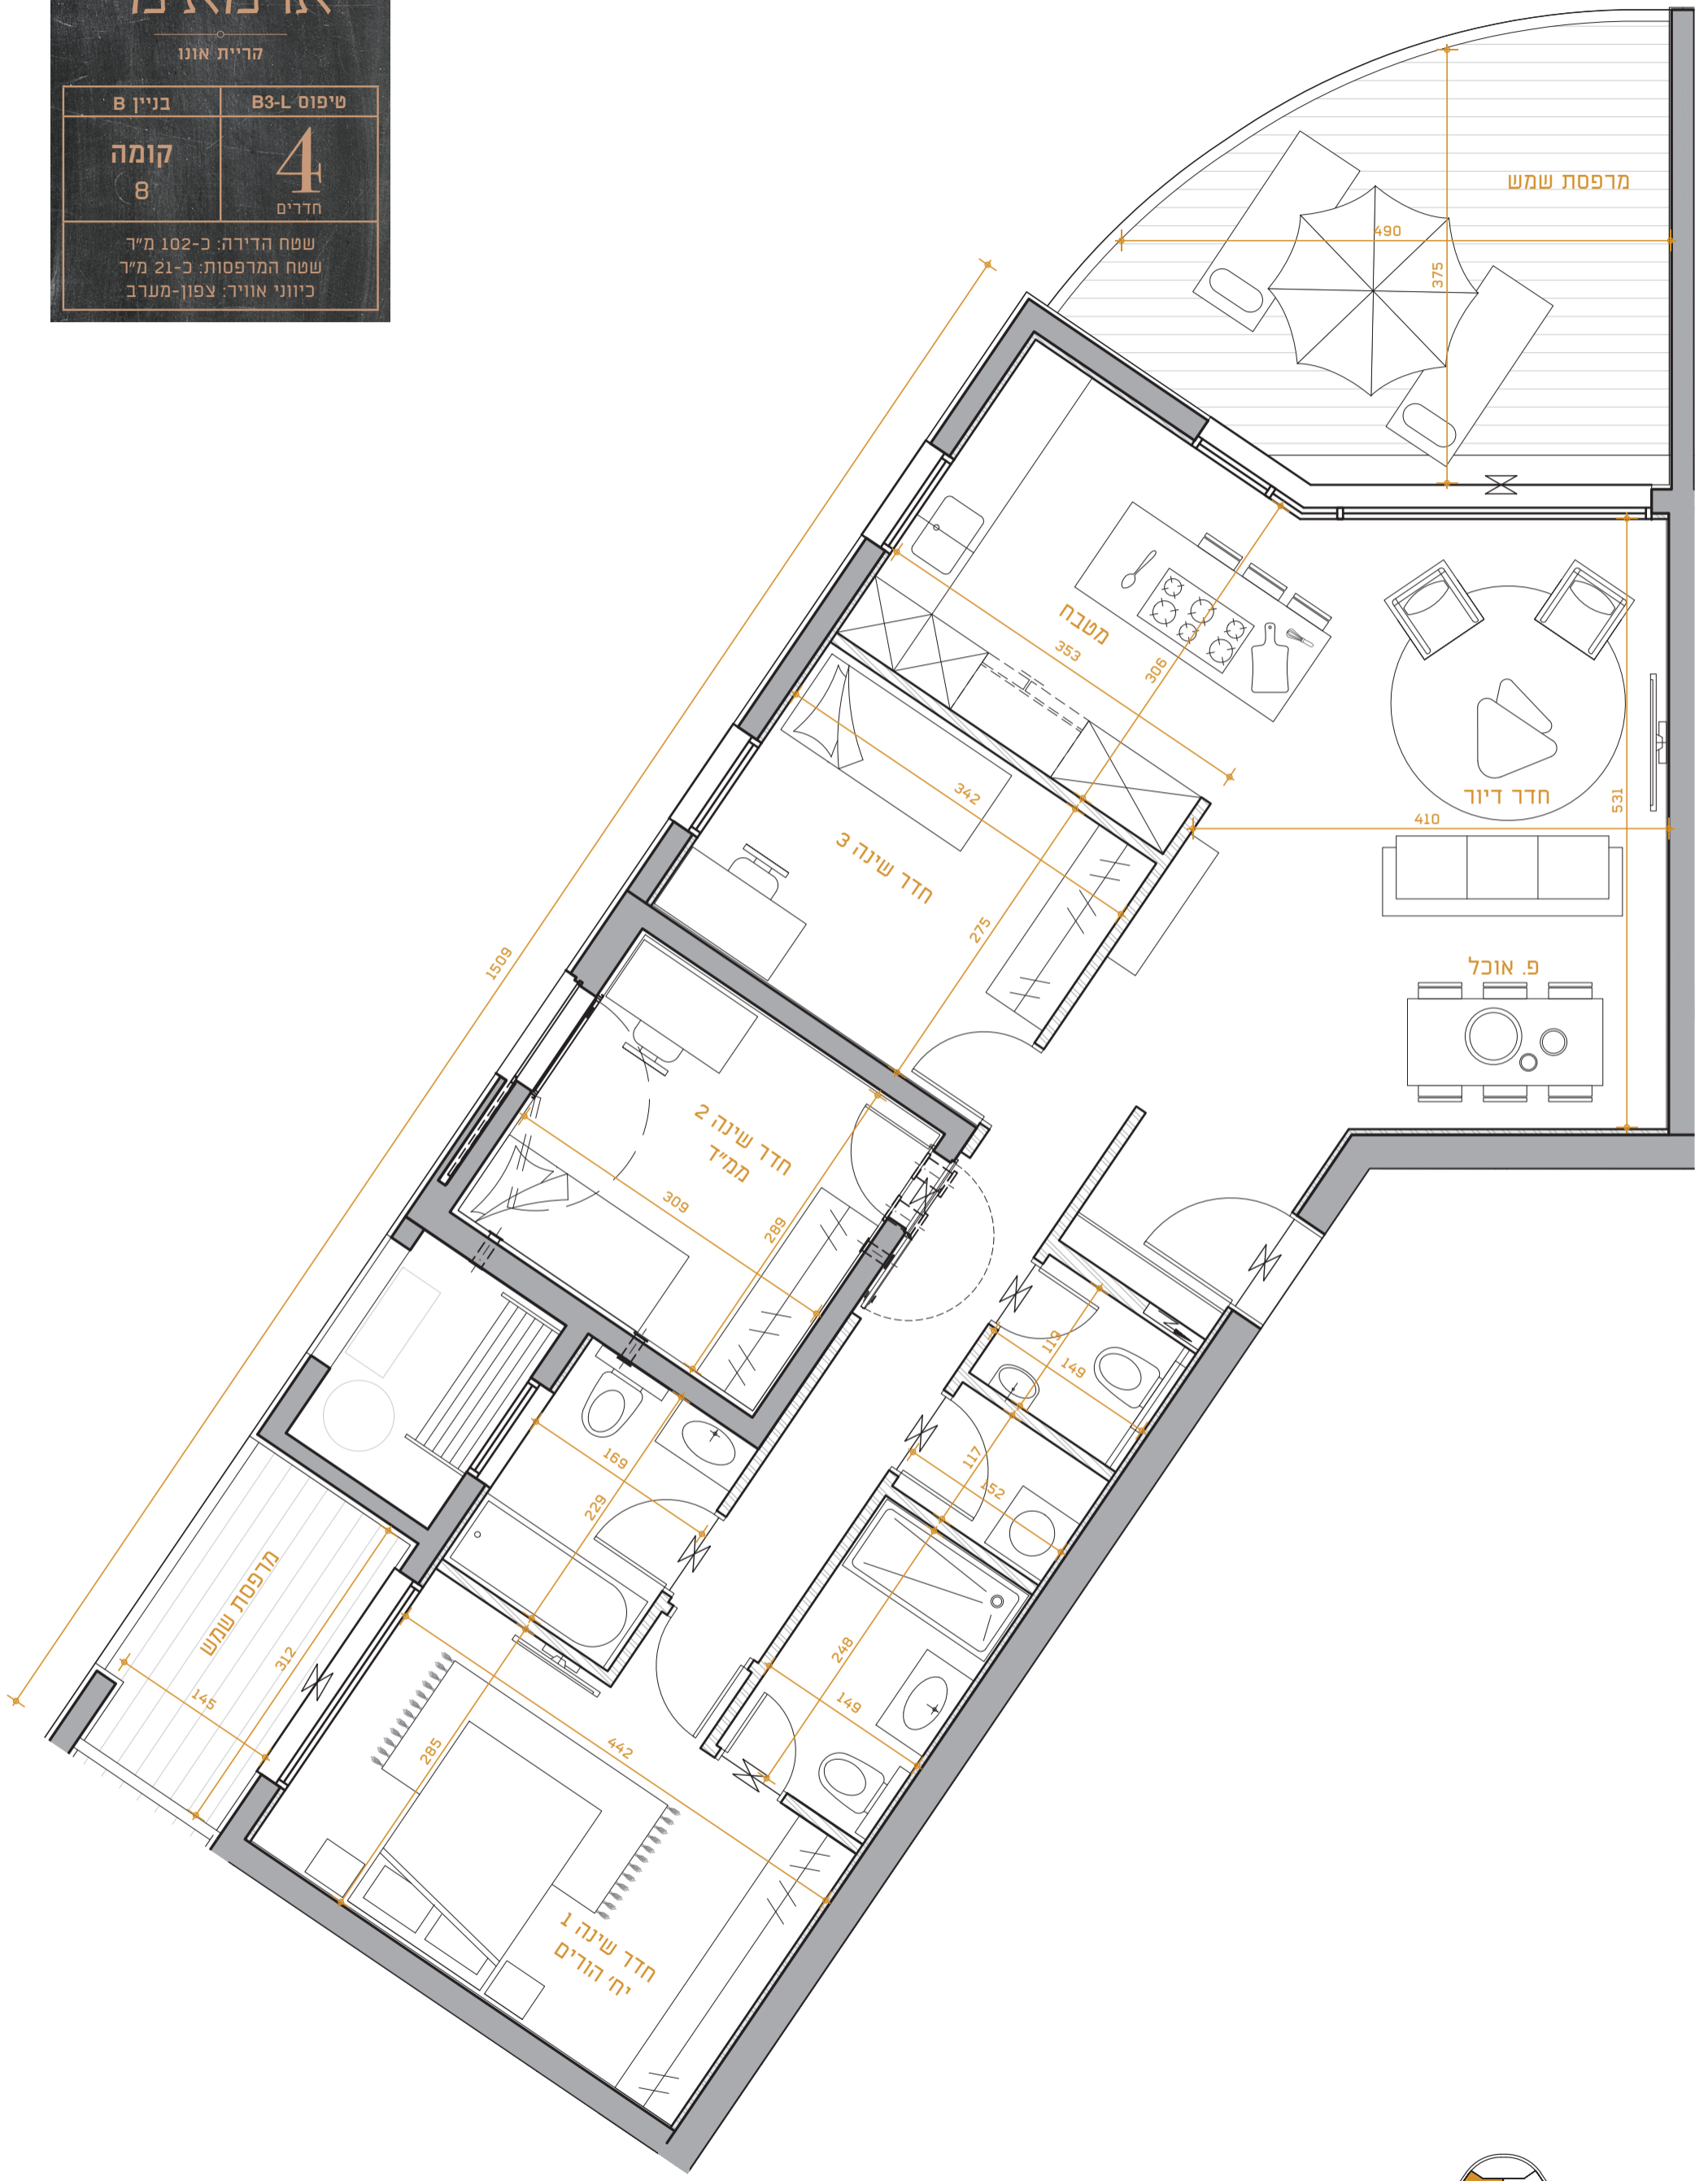 קריית אונו
טיפוס B3-L
בניין B
4
חדרים
קומה
8
שטח הדירה: כ-102 מ״ר
שטח המרפסות: כ-21 מ״ר
כיווני אוויר: צפון-מערב
מרפסת שמש
490
375
מטבח
353
306
חדר דיור
410
531
פ. אוכל
342
חדר שינה 3
275
1509
חדר שינה 2
ממ״ד
309
289
119
149
117
152
169
229
248
149
מרפסת שמש
312
145
442
285
חדר שינה 1
יח׳ הורים